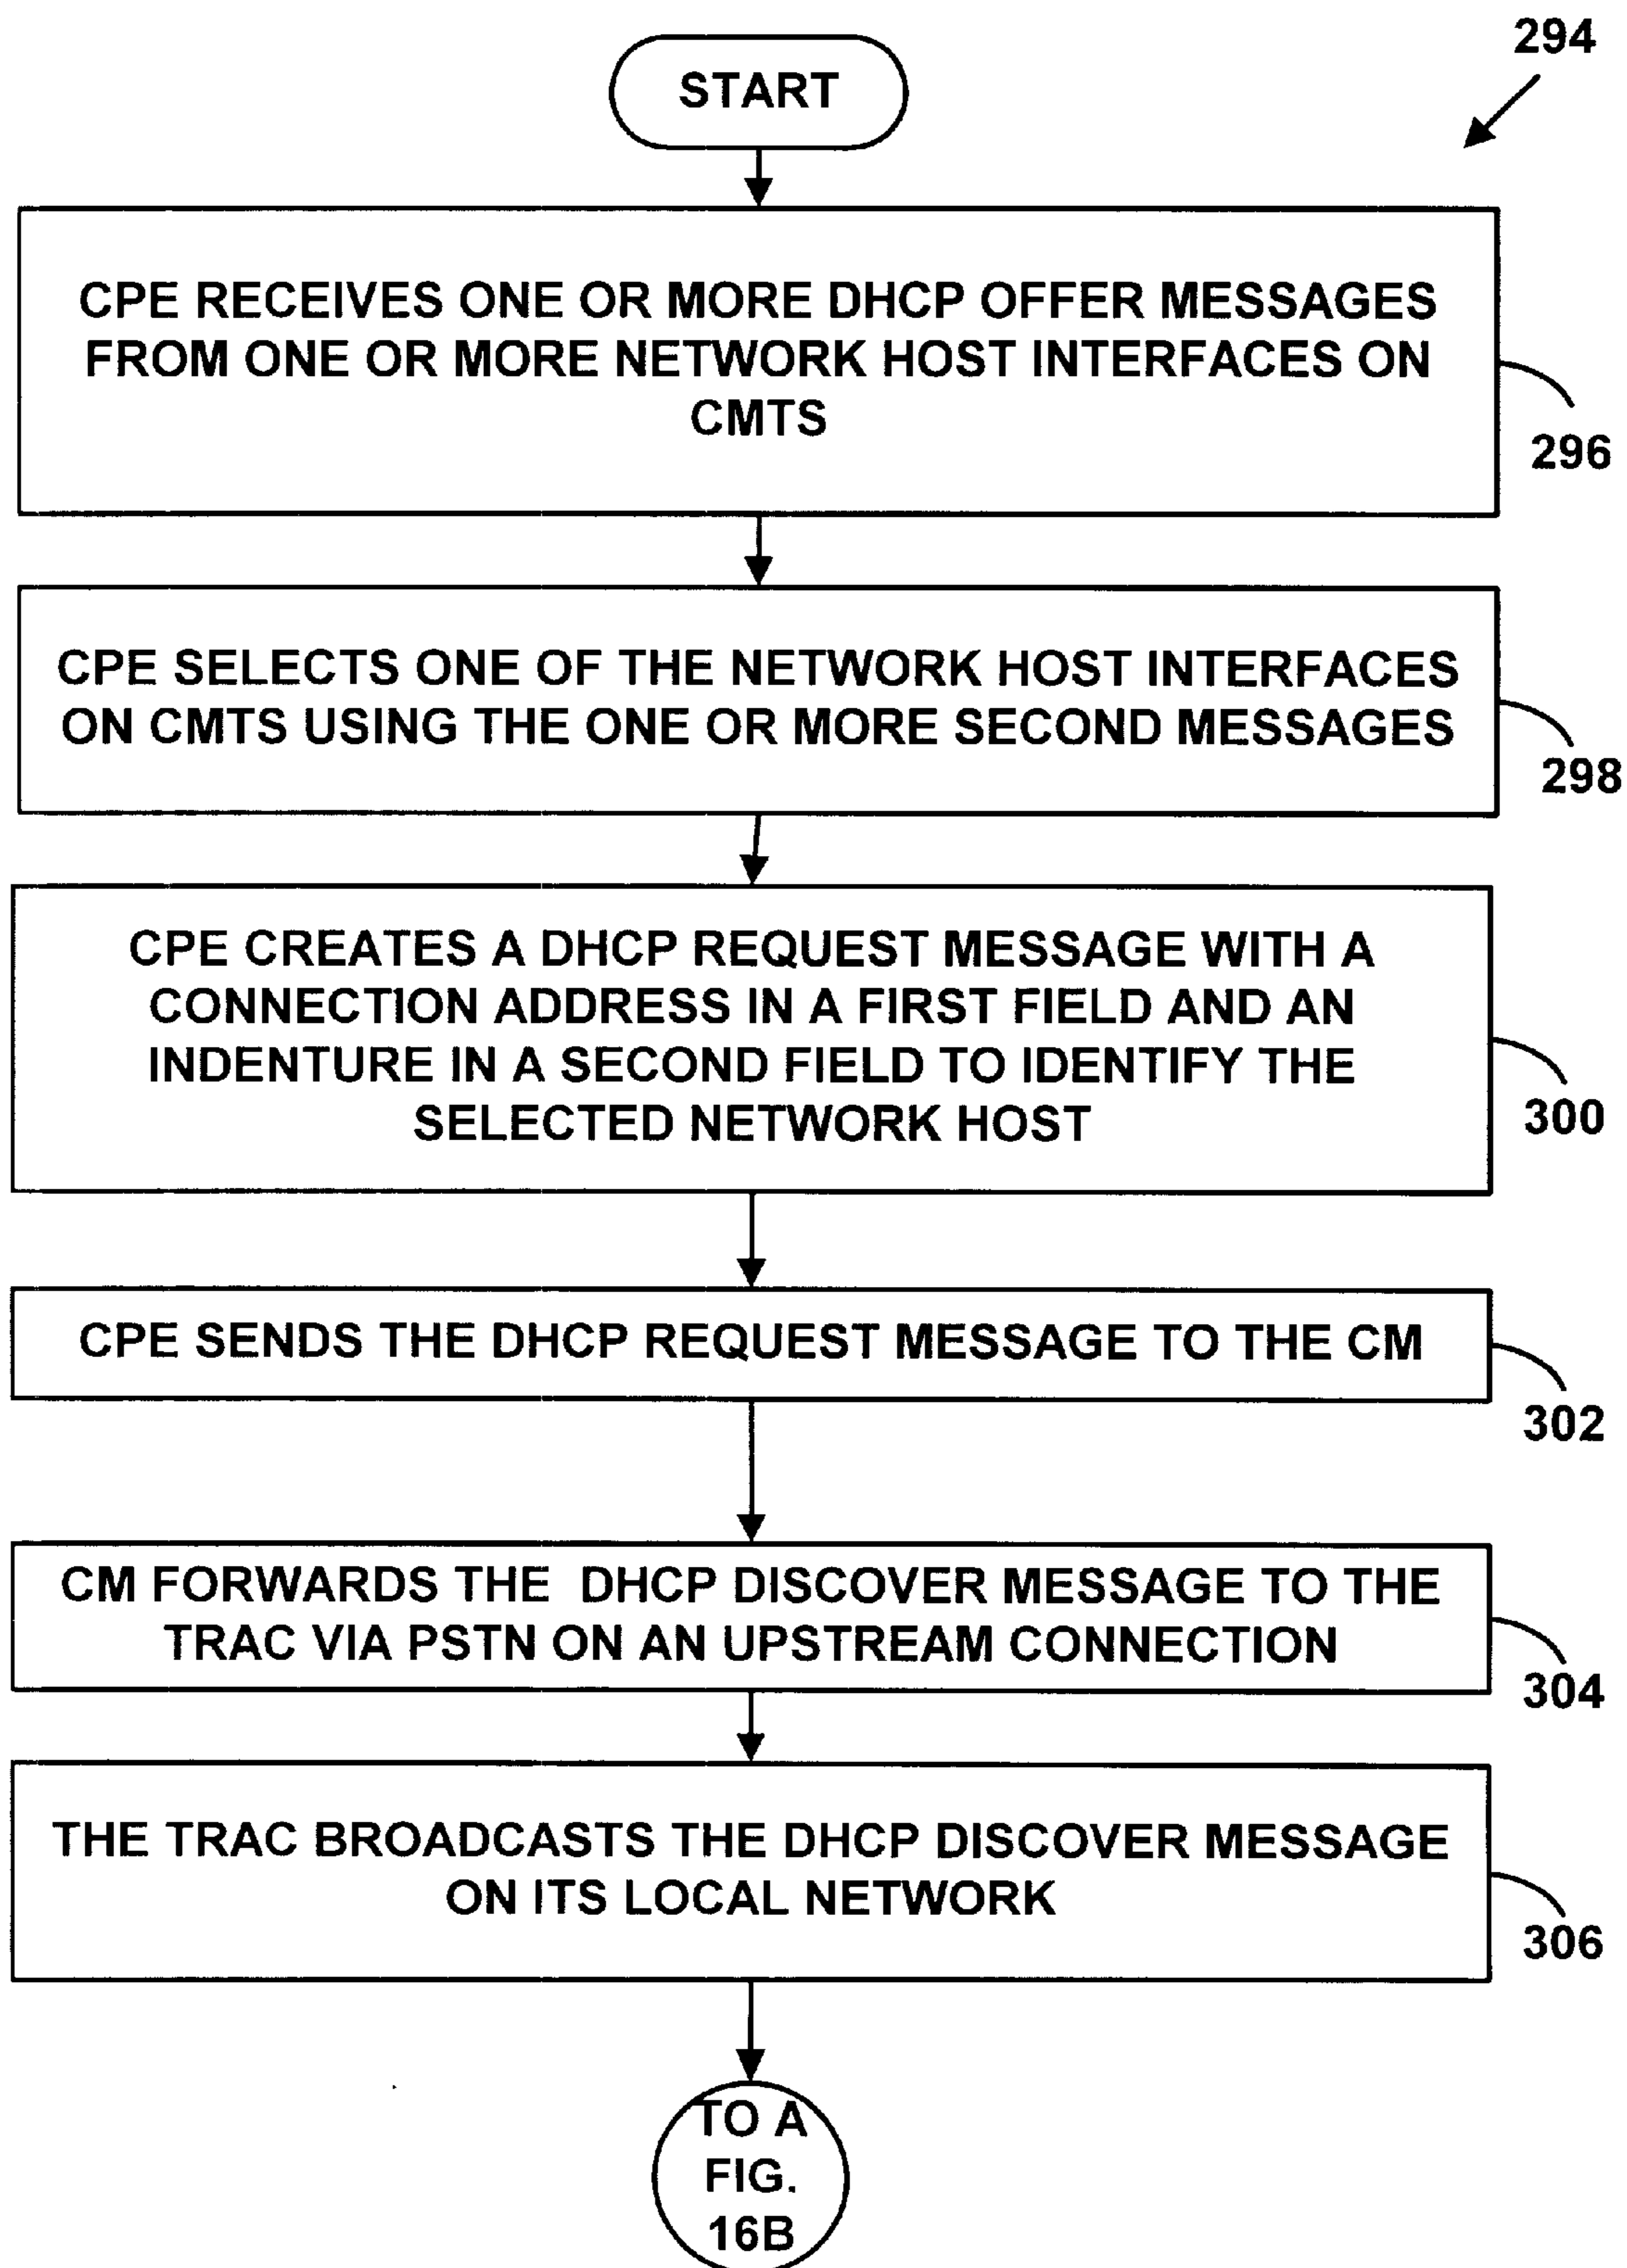 294
START
CPE RECEIVES ONE OR MORE DHCP OFFER MESSAGES
FROM ONE OR MORE NETWORK HOST INTERFACES ON
CMTS
296
CPE SELECTS ONE OF THE NETWORK HOST INTERFACES
ON CMTS USING THE ONE OR MORE SECOND MESSAGES
298
CPE CREATES A DHCP REQUEST MESSAGE WITH A
CONNECTION ADDRESS IN A FIRST FIELD AND AN
INDENTURE IN A SECOND FIELD TO IDENTIFY THE
SELECTED NETWORK HOST
300
CPE SENDS THE DHCP REQUEST MESSAGE TO THE CM
302
CM FORWARDS THE DHCP DISCOVER MESSAGE TO THE
TRAC VIA PSTN ON AN UPSTREAM CONNECTION
304
THE TRAC BROADCASTS THE DHCP DISCOVER MESSAGE
ON ITS LOCAL NETWORK
306
TO A
FIG.
16B